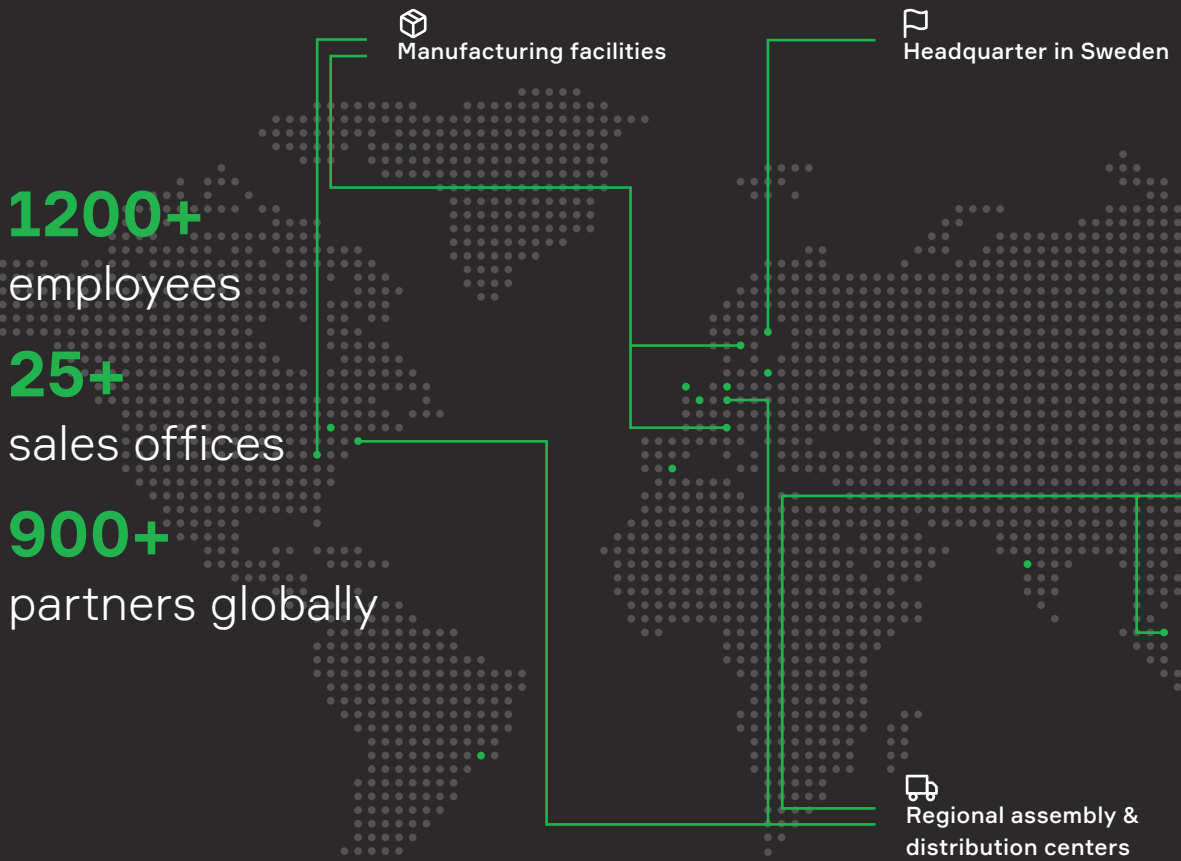 Manufacturing facilities
Headquarter in Sweden
1200+
employees
25+
sales offices
900+
partners globally
Regional assembly &
distribution centers